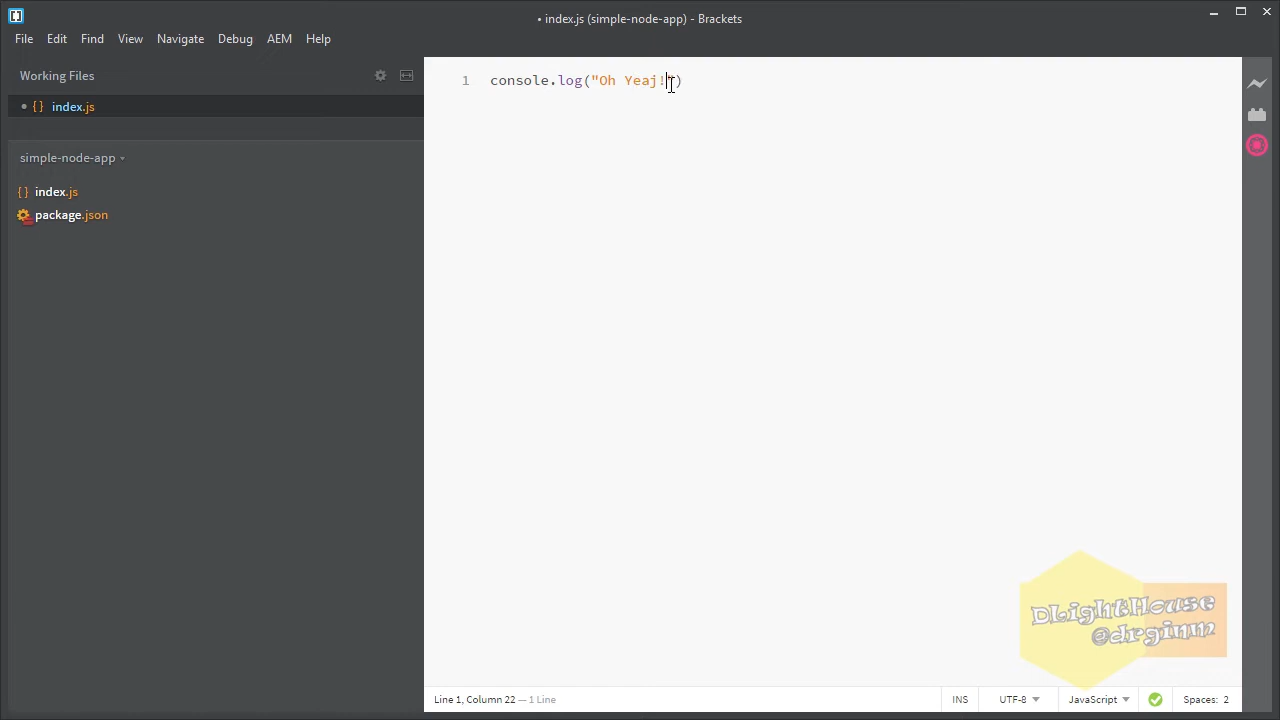 • index.js (simple-node-app) - Brackets
File Edit Find View Navigate Debug AEM Help
Working Files
• { } index.js
simple-node-app
{ } index.js
package.json
1 console.log("Oh Yeaj!")
DLightHouse
@drginm
Line 1, Column 22 — 1 Line
INS UTF-8 JavaScript Spaces: 2